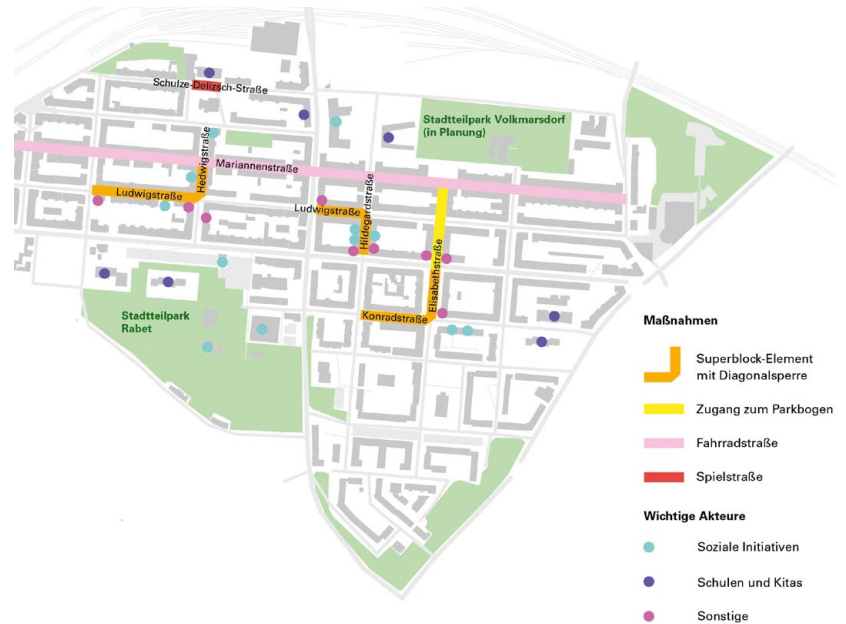 Schulze-Delizsch-Straße
Stadtteilpark Volkmarsdorf
(in Planung)
Hedwigstraße
Mariannenstraße
Ludwigstraße
Ludwigstraße
Hildegardstraße
Elisabethstraße
Konradstraße
Stadtteilpark
Rabet
Maßnahmen
Superblock-Element
mit Diagonalsperre
Zugang zum Parkbogen
Fahrradstraße
Spielstraße
Wichtige Akteure
Soziale Initiativen
Schulen und Kitas
Sonstige